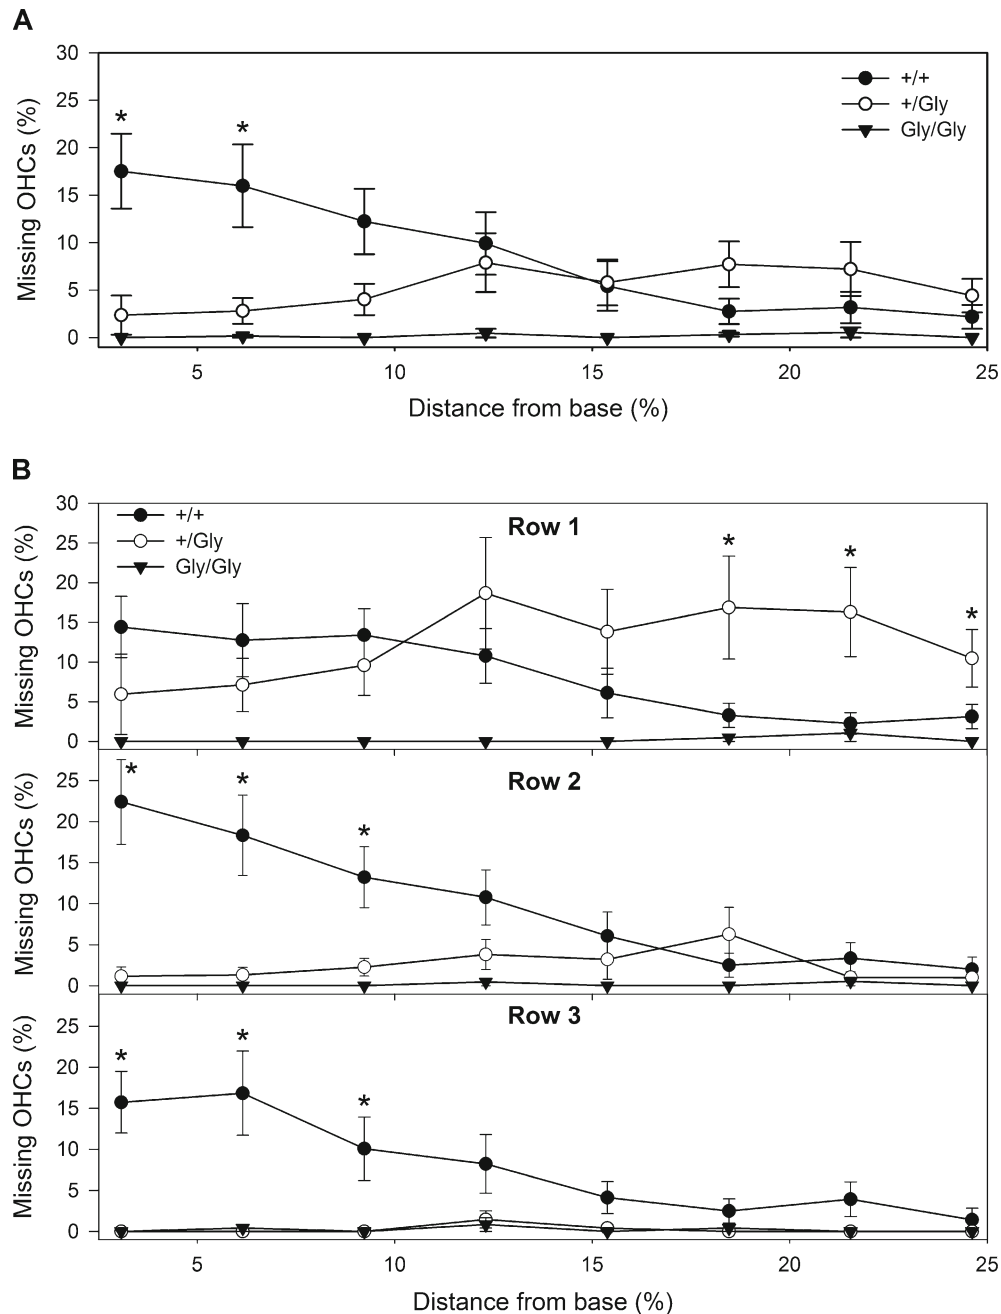 A
30
25
20
15
10
5
0
Missing OHCs (%)
* *
+/+
+/Gly
Gly/Gly
5 10 15 20 25
Distance from base (%)
B
Row 1
+/+
+/Gly
Gly/Gly
30
25
20
15
10
5
0
Missing OHCs (%)
* * *
Row 2
25
20
15
10
5
0
Missing OHCs (%)
* * *
Row 3
25
20
15
10
5
0
Missing OHCs (%)
* * *
5 10 15 20 25
Distance from base (%)